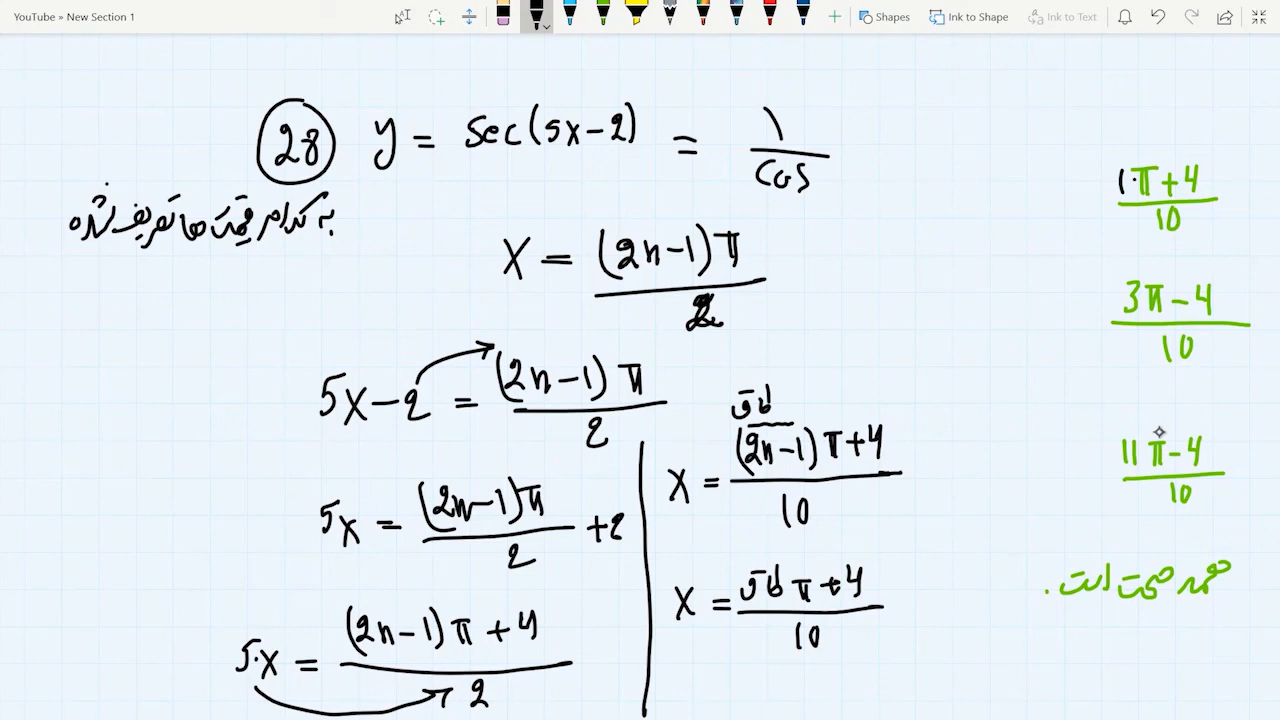 YouTube » New Section 1
Shapes
Ink to Shape
Ink to Text
28 y = sec(5x-2) = 1/cos
به کدام قیمت ها تعریف نشده
x = (2n-1)π/2
5x-2 = (2n-1)π/2
5x = (2n-1)π/2 +2
5·x = (2n-1)π+4/2
طاق
x = (2n-1)π+4/10
x = طاق π+4/10
1·π+4/10
3π-4/10
11π-4/10
همه صحت است.